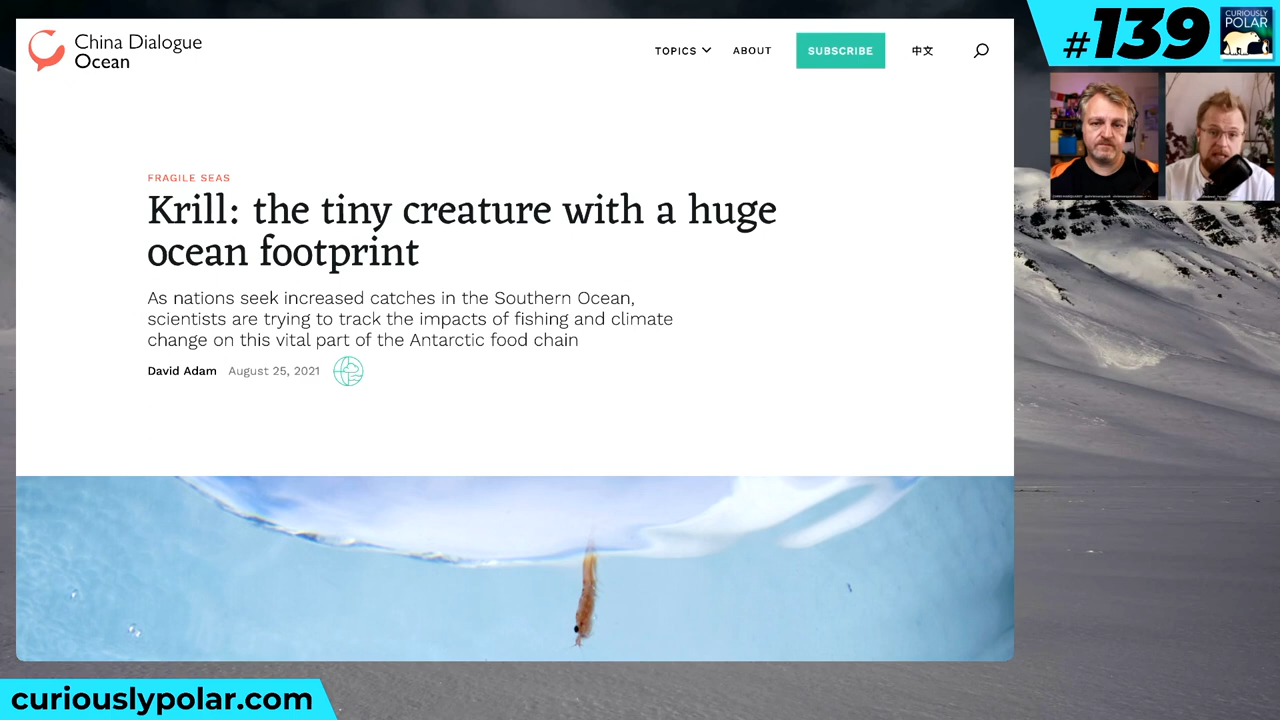 China Dialogue
Ocean
TOPICS
ABOUT
SUBSCRIBE
中文
#139
CURIOUSLY
POLAR
FRAGILE SEAS
Krill: the tiny creature with a huge
ocean footprint
As nations seek increased catches in the Southern Ocean,
scientists are trying to track the impacts of fishing and climate
change on this vital part of the Antarctic food chain
David Adam August 25, 2021
curiouslypolar.com